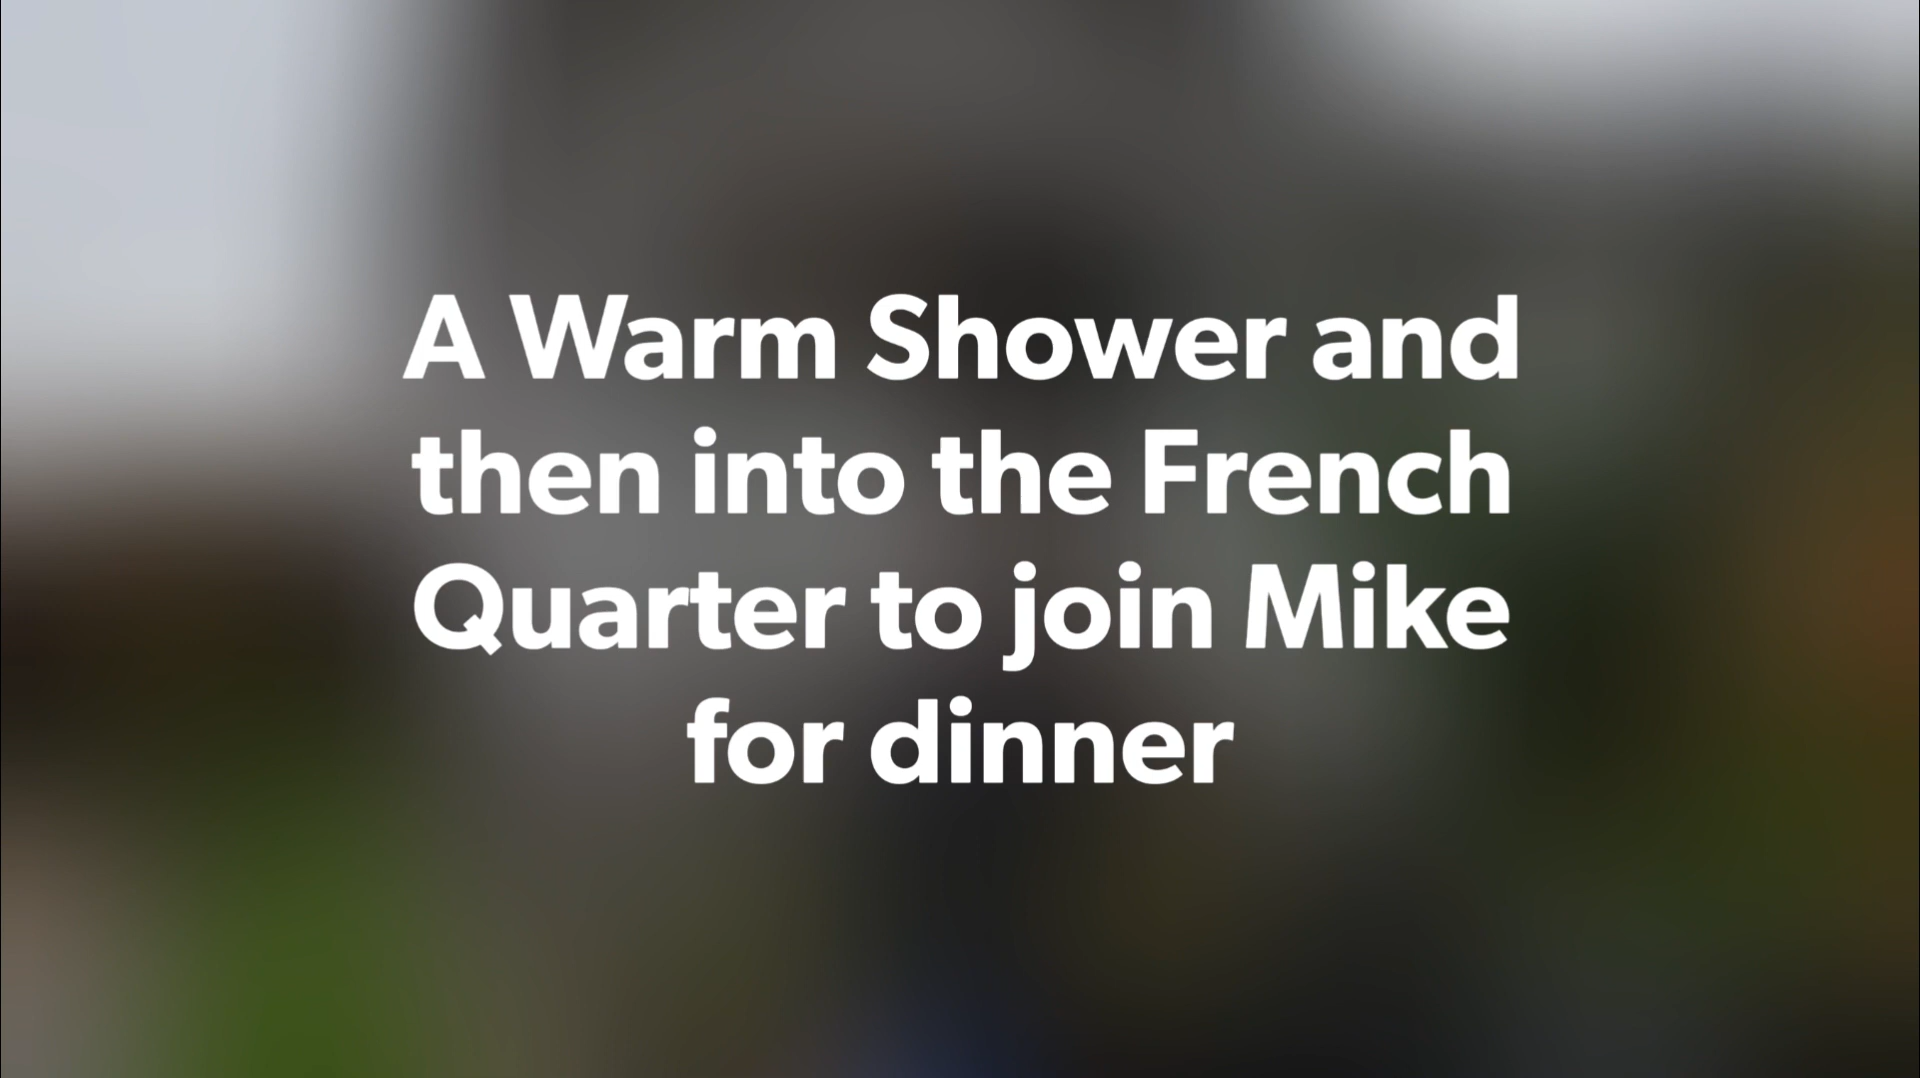 A Warm Shower and
then into the French
Quarter to join Mike
for dinner